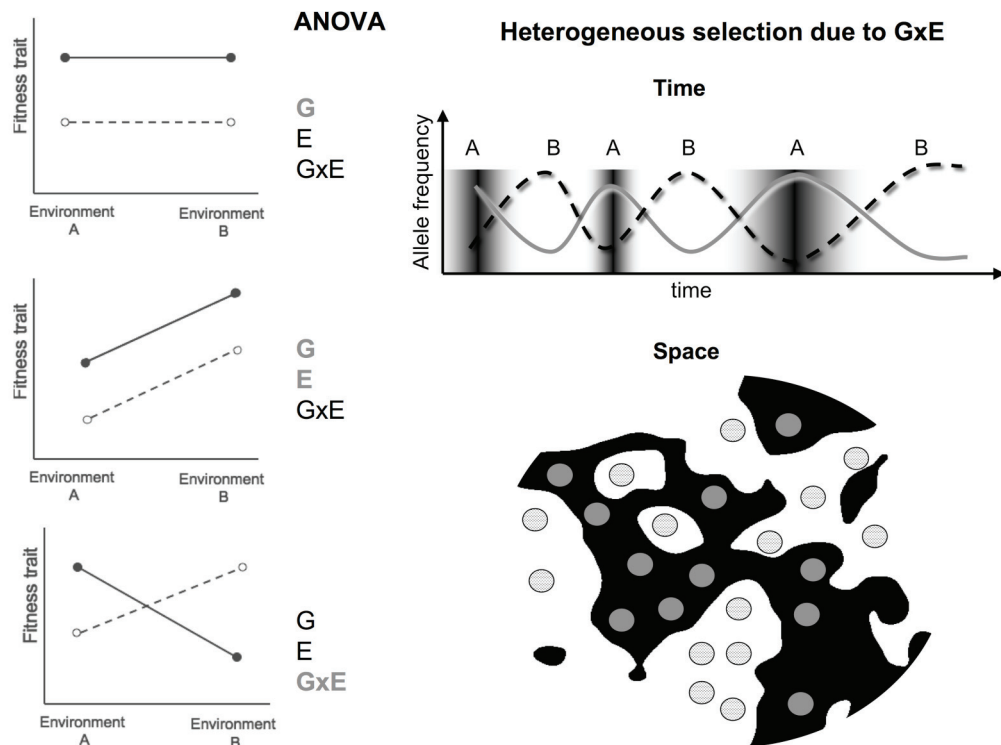 ANOVA
Fitness trait
Environment
A
Environment
B
G
E
GxE
Fitness trait
Environment
A
Environment
B
G
E
GxE
Fitness trait
Environment
A
Environment
B
G
E
GxE
Heterogeneous selection due to GxE
Time
Allele frequency
A B A B A B
time
Space